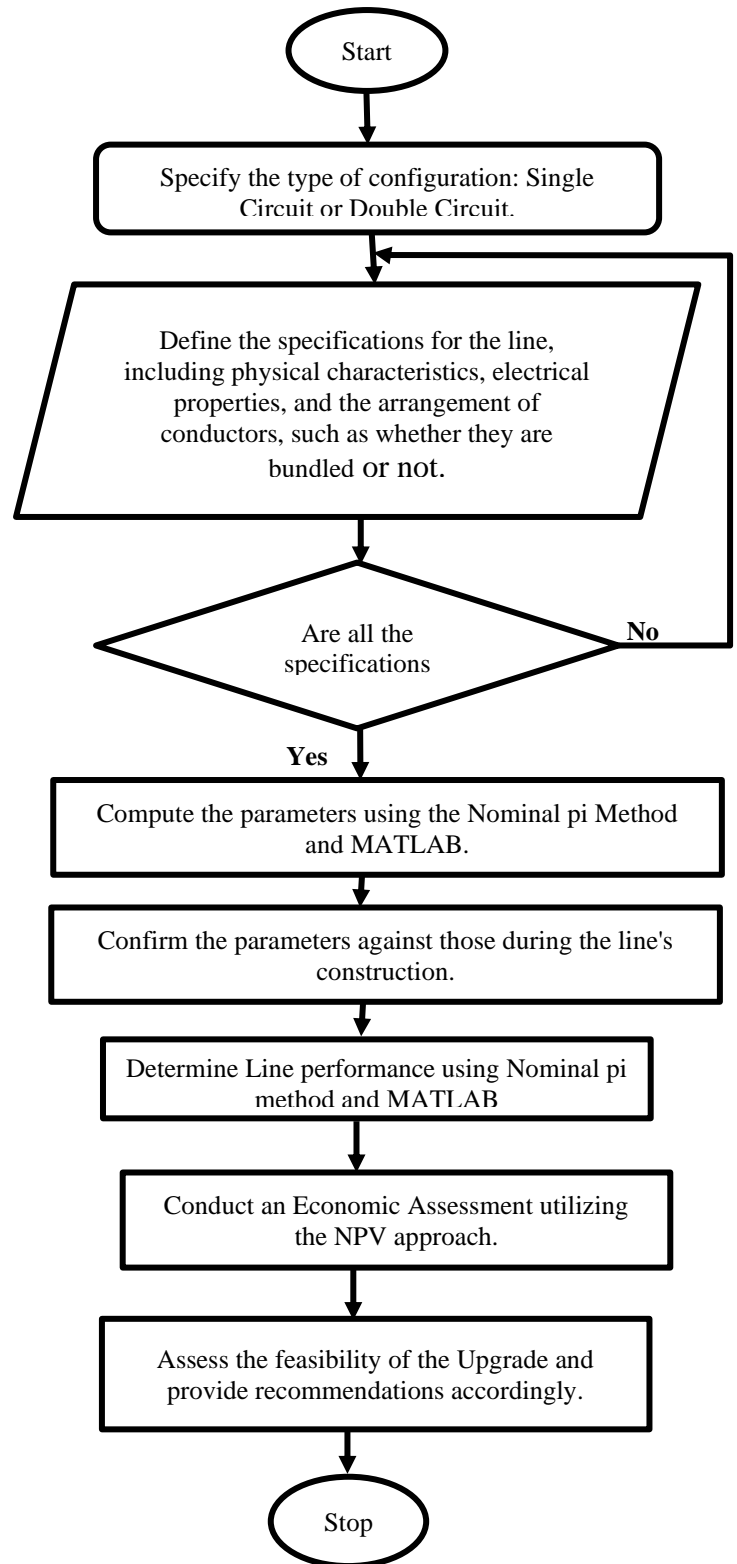 Start
Specify the type of configuration: Single
Circuit or Double Circuit.
Define the specifications for the line,
including physical characteristics, electrical
properties, and the arrangement of
conductors, such as whether they are
bundled or not.
Are all the
specifications
No
Yes
Compute the parameters using the Nominal pi Method
and MATLAB.
Confirm the parameters against those during the line's
construction.
Determine Line performance using Nominal pi
method and MATLAB
Conduct an Economic Assessment utilizing
the NPV approach.
Assess the feasibility of the Upgrade and
provide recommendations accordingly.
Stop